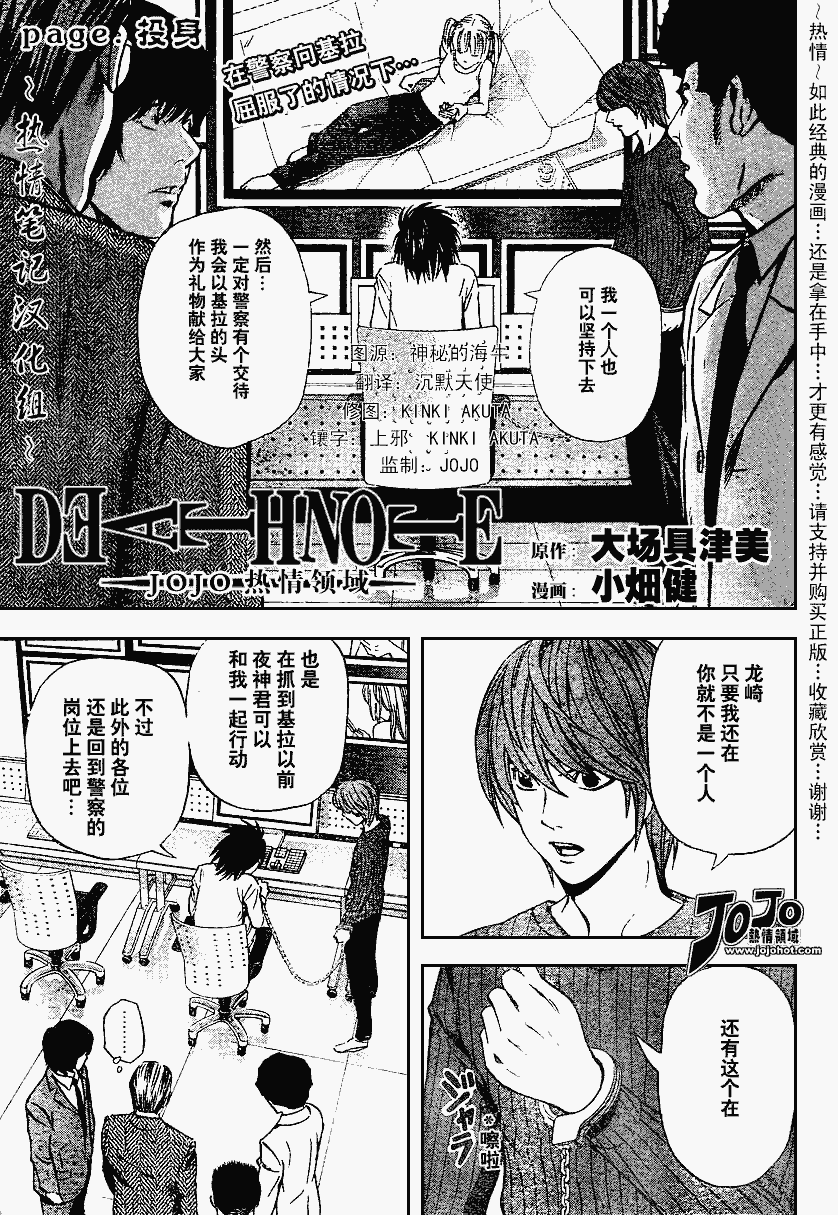 page.投身
～热情笔记汉化组～
在警察向基拉
屈服了的情况下…
我一个人也
可以坚持下去
然后…
一定对警察有个交待
我会以基拉的头
作为礼物献给大家
图源：神秘的海牛
翻译：沉默天使
修图：KINKI AKUTA
镶字：上邪 KINKI AKUTA
监制：JOJO
DEATH NOTE
JOJO·热·情·领·域
原作：大场具津美
漫画：小畑健
～热情～如此经典的漫画…还是拿在手中…才更有感觉…请支持并购买正版…收藏欣赏…谢谢…
龙崎
只要我还在
你就不是一个人
JOJO
熱情領域
www.jojohot.com
还有这个在
ジャラ
*嚓啦
也是
在抓到基拉以前
夜神君可以
和我一起行动
不过
此外的各位
还是回到警察的
岗位上去吧…
………